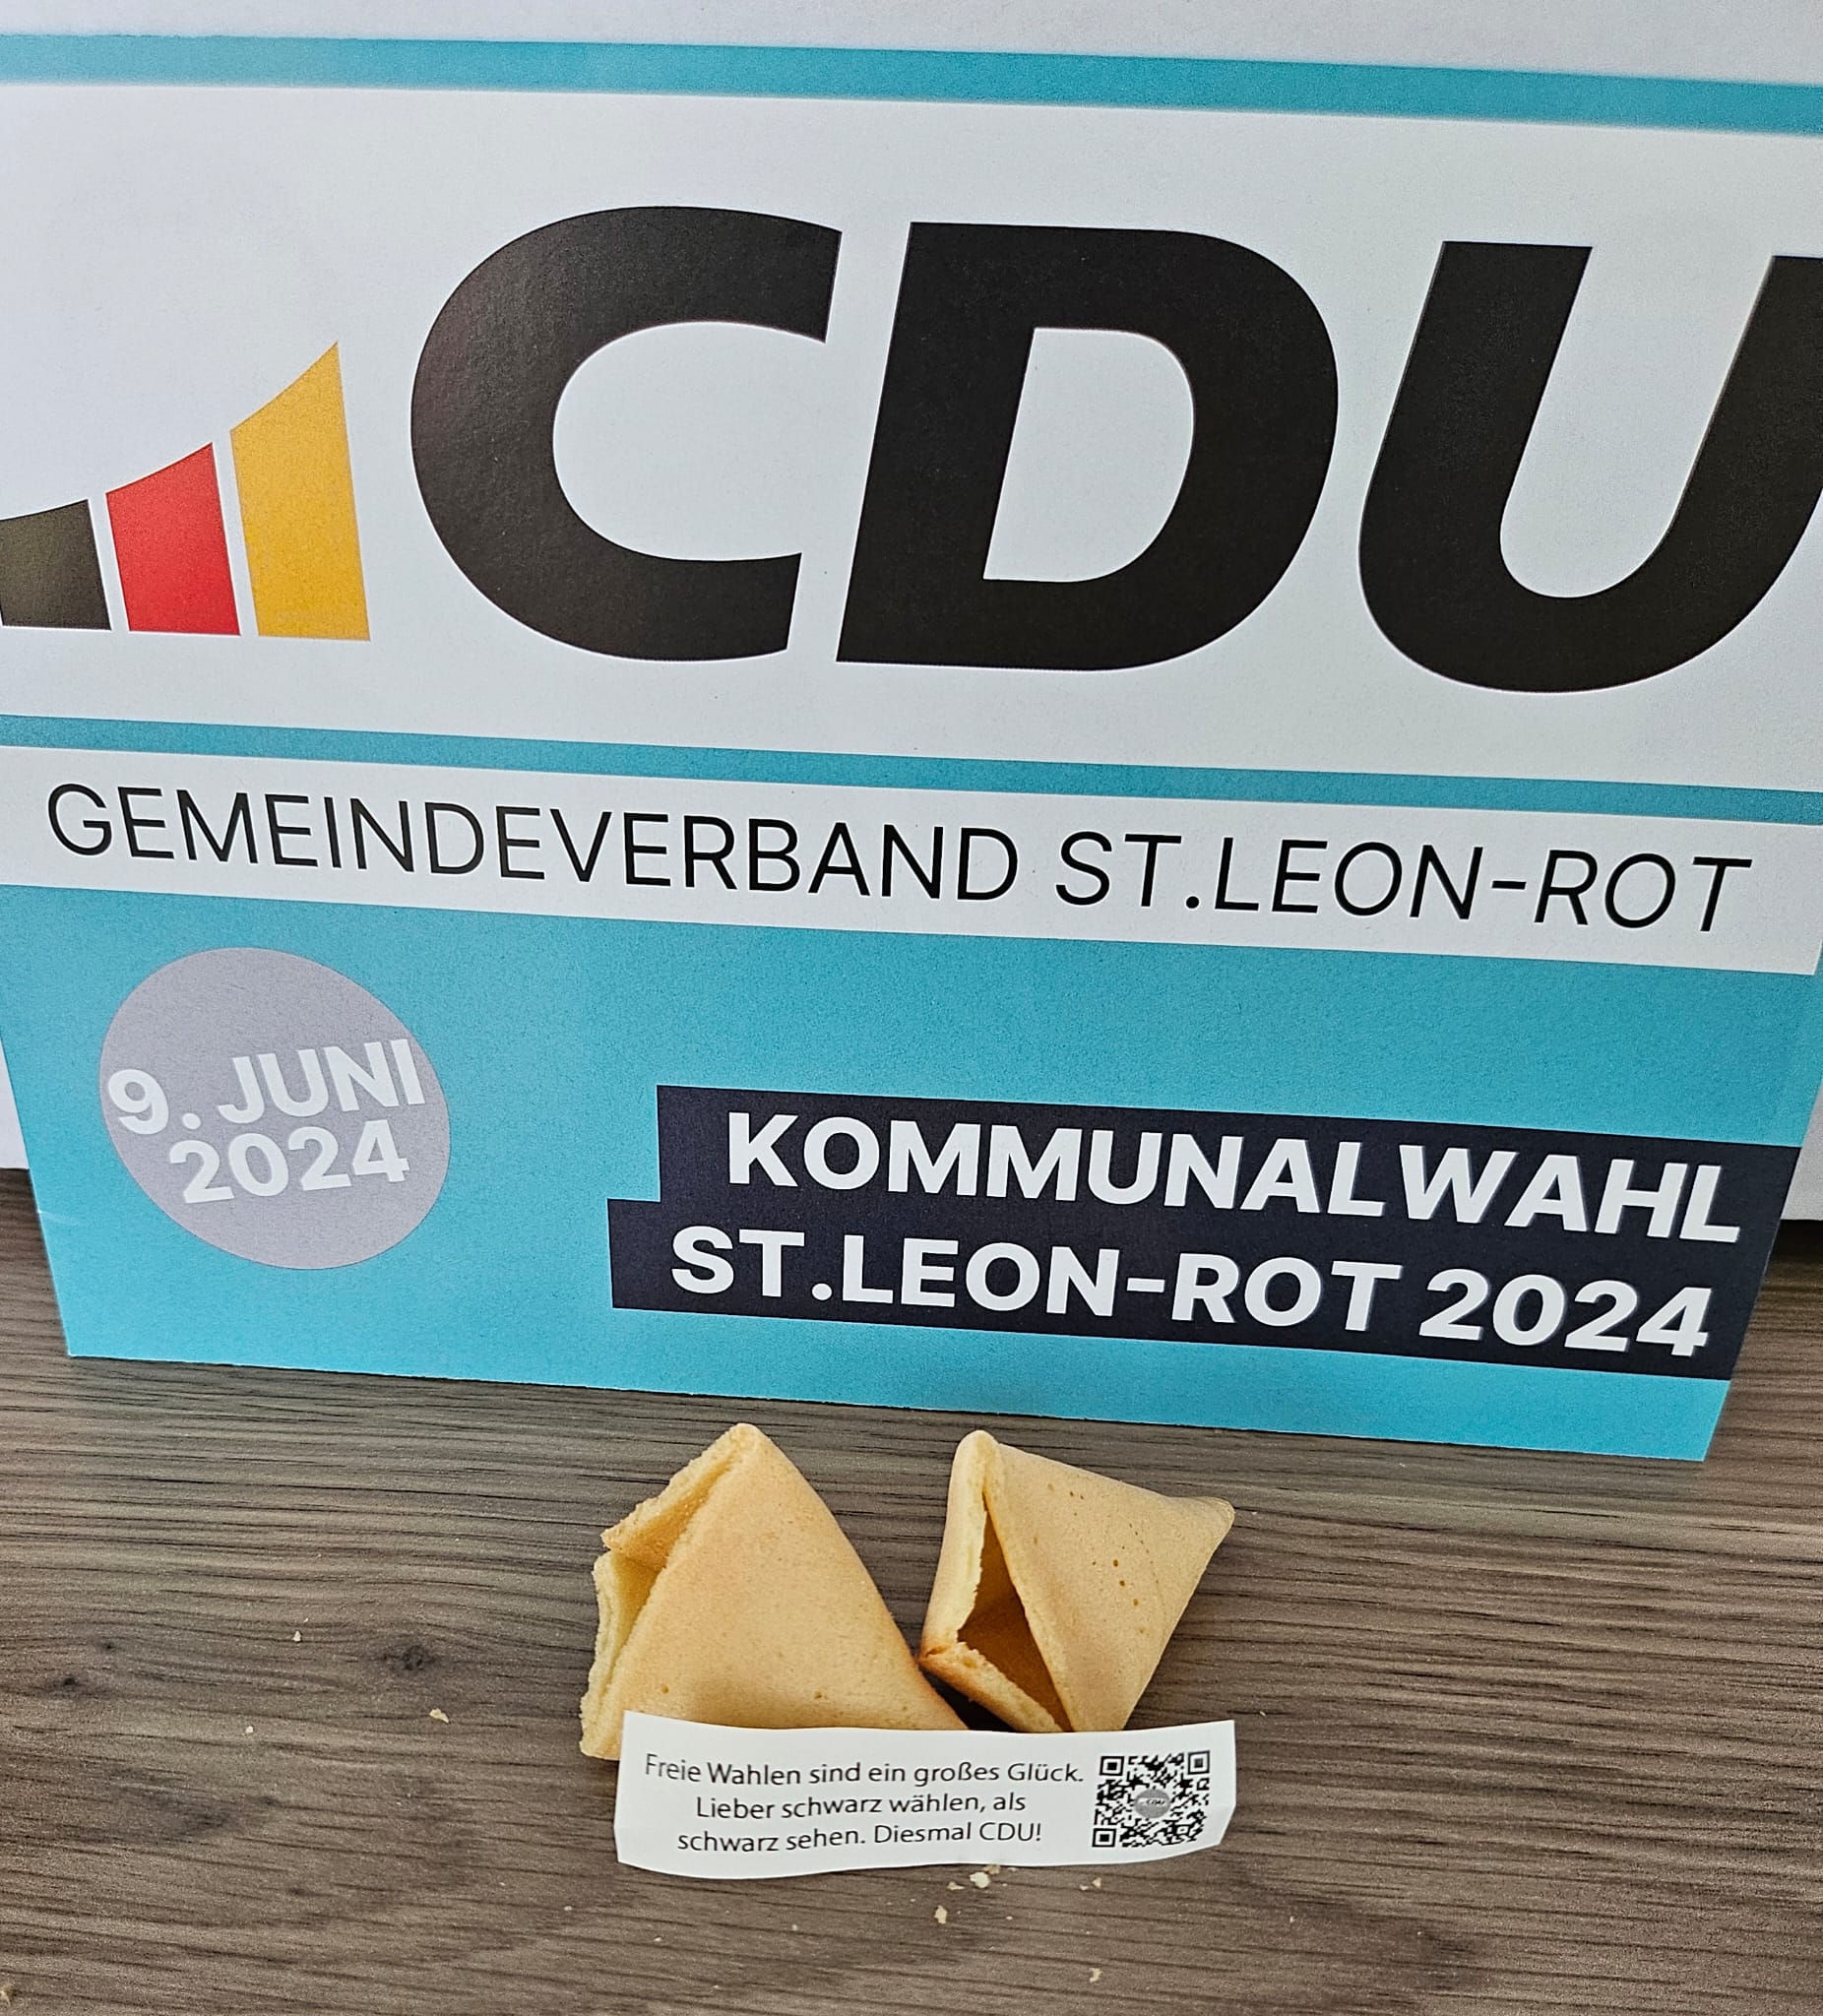 CDU
GEMEINDEVERBAND ST.LEON-ROT
9. JUNI
2024
KOMMUNALWAHL
ST.LEON-ROT 2024
Freie Wahlen sind ein großes Glück.
Lieber schwarz wählen, als
schwarz sehen. Diesmal CDU!
CDU